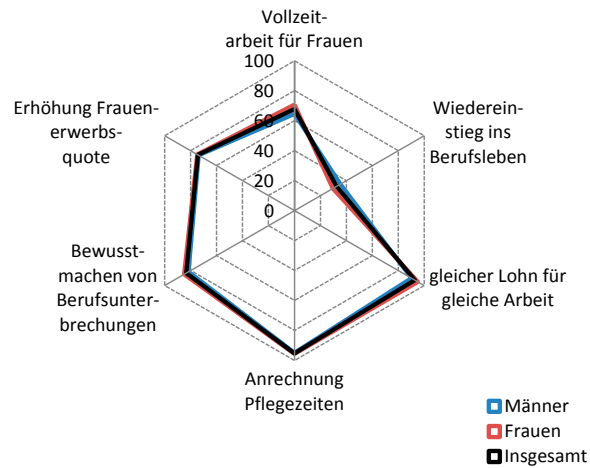 Vollzeit-
arbeit für Frauen
100
80
60
40
20
0
Wiederein-
stieg ins
Berufsleben
gleicher Lohn für
gleiche Arbeit
Anrechnung
Pflegezeiten
Bewusst-
machen von
Berufsunter-
brechungen
Erhöhung Frauen-
erwerbs-
quote
Männer
Frauen
Insgesamt